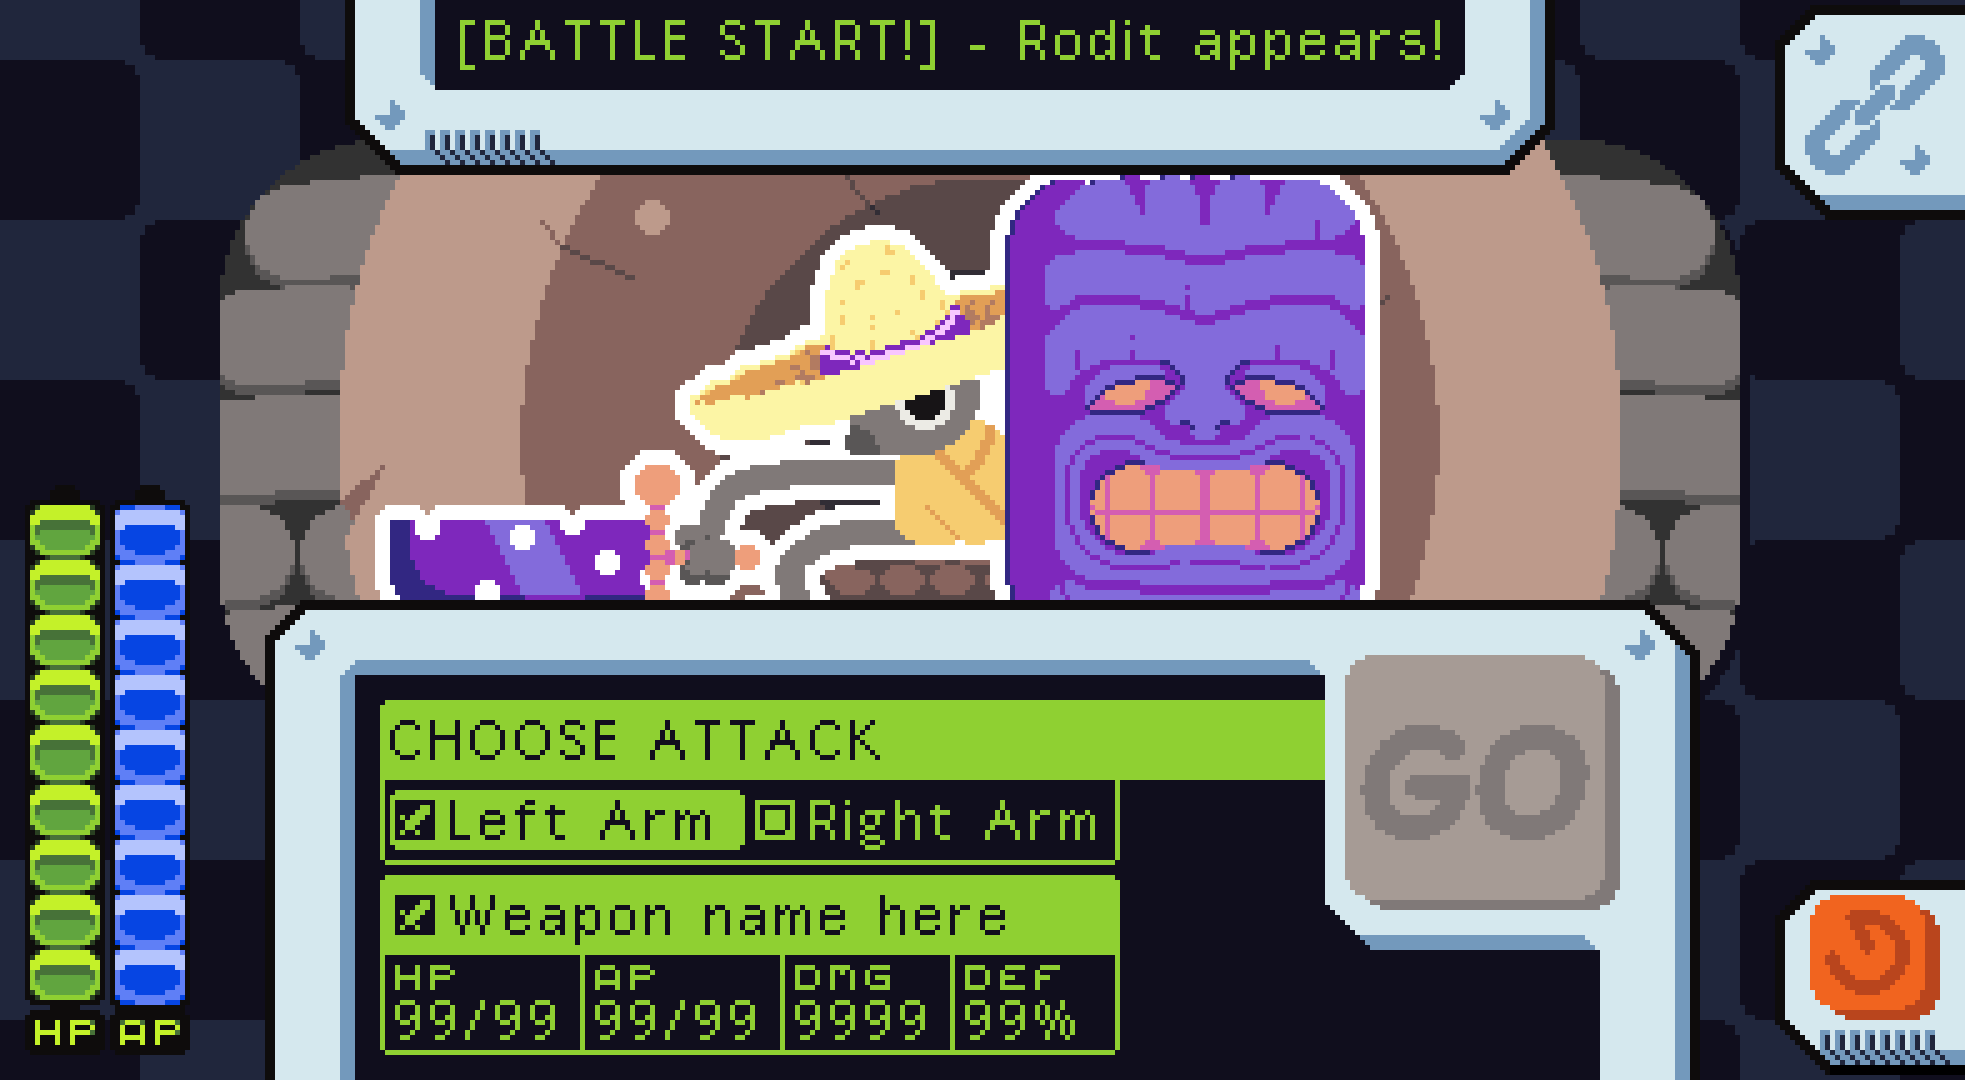 [BATTLE START!] - Rodit appears!
CHOOSE ATTACK
GO
Left Arm Right Arm
Weapon name here
HP AP DMG DEF
99/99 99/99 9999 99%
HP AP